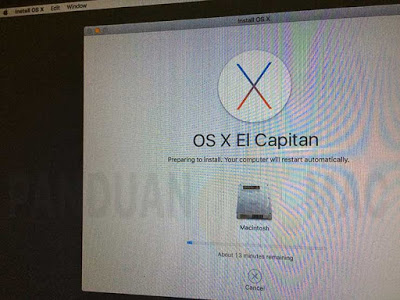 Install OS X Edit Window
Install OS X
OS X El Capitan
Preparing to install. Your computer will restart automatically.
PANDUAN MAC
Macintosh
About 13 minutes remaining
Cancel